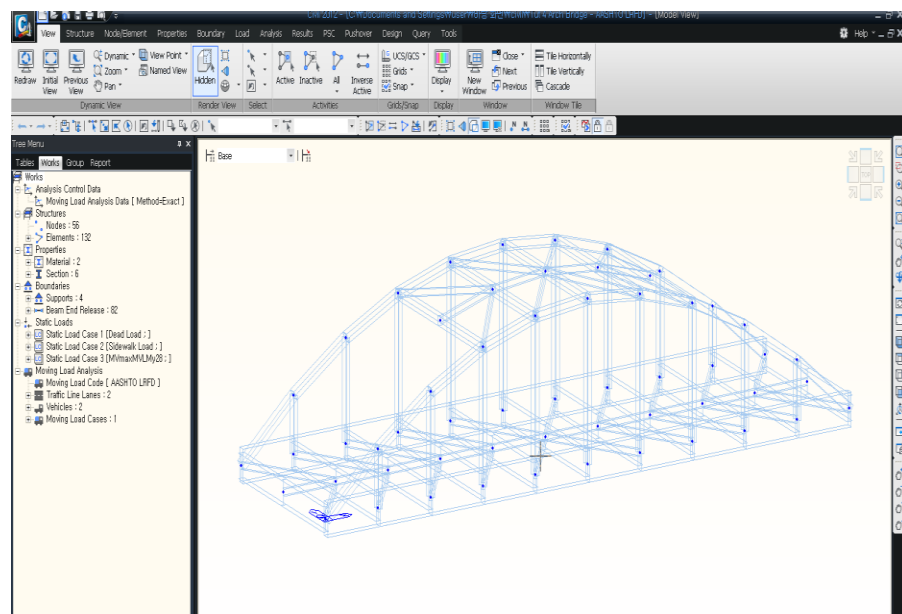 View Structure Node/Element Properties Boundary Load Analysis Results PSC Pushover Design Query Tools Help
Redraw Initial View Previous View Dynamic Zoom Pan View Point Named View
Hidden
Active Inactive All Inverse Active
UCS/GCS Grids Snap
Display
New Window Close Next Previous
Tile Horizontally Tile Vertically Cascade
Dynamic View Render View Select Activities Grids/Snap Display Window Window Tile
Tree Menu
Base
Tables Works Group Report
Works
Analysis Control Data
Moving Load Analysis Data [ Method=Exact ]
Structures
Nodes : 56
Elements : 132
Properties
Material : 2
Section : 6
Boundaries
Supports : 4
Beam End Release : 82
Static Loads
Static Load Case 1 [Dead Load ; ]
Static Load Case 2 [Sidewalk Load ; ]
Static Load Case 3 [MVmaxMVLMy28 ; ]
Moving Load Analysis
Moving Load Code [ AASHTO LRFD ]
Traffic Line Lanes : 2
Vehicles : 2
Moving Load Cases : 1